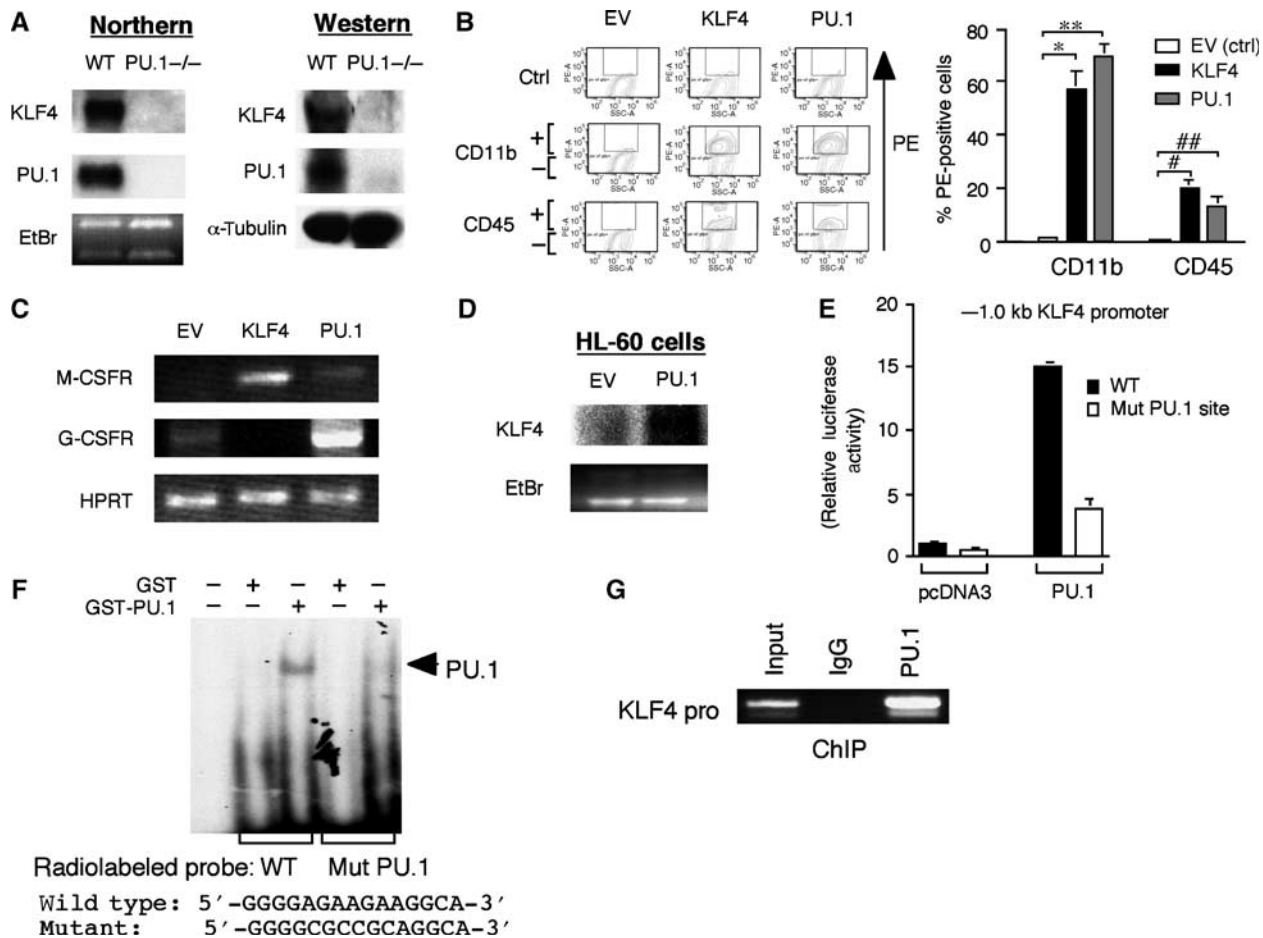 A
Northern
WT PU.1−/−
KLF4
PU.1
EtBr
Western
WT PU.1−/−
KLF4
PU.1
α-Tubulin
B
EV KLF4 PU.1
Ctrl
CD11b
+
−
CD45
+
−
PE-A
SSC-A
PE
% PE-positive cells
80
60
40
20
0
**
*
##
#
EV (ctrl)
KLF4
PU.1
CD11b CD45
C
EV KLF4 PU.1
M-CSFR
G-CSFR
HPRT
D
HL-60 cells
EV PU.1
KLF4
EtBr
E
(Relative luciferase
activity)
20
15
10
5
0
—1.0 kb KLF4 promoter
WT
Mut PU.1 site
pcDNA3 PU.1
F
GST − + − + −
GST-PU.1 − − + − +
PU.1
Radiolabeled probe: WT Mut PU.1
Wild type: 5′-GGGGAGAAGAAGGCA-3′
Mutant: 5′-GGGGCGCCGCAGGCA-3′
G
Input IgG PU.1
KLF4 pro
ChIP